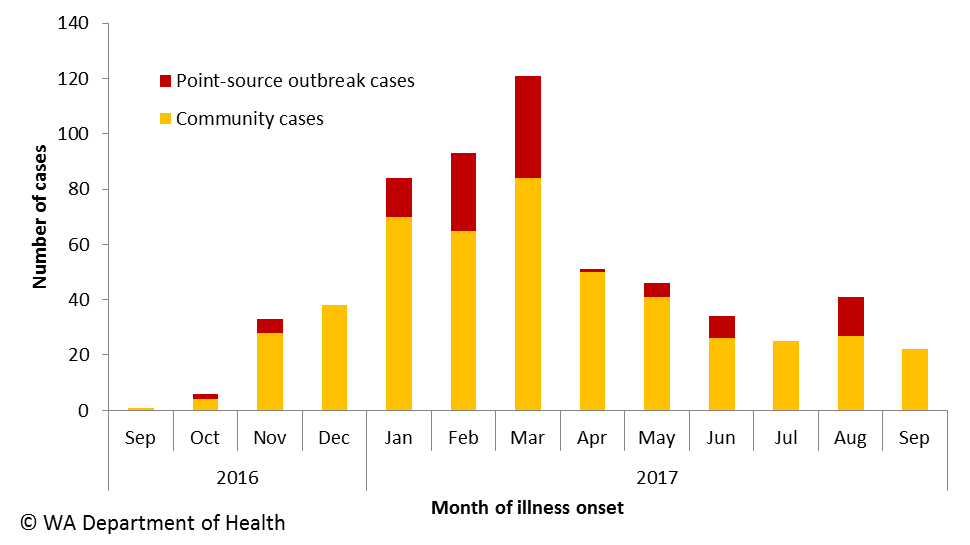 140
120
100
80
60
40
20
0
Number of cases
Point-source outbreak cases
Community cases
Sep Oct Nov Dec Jan Feb Mar Apr May Jun Jul Aug Sep
2016 2017
Month of illness onset
© WA Department of Health